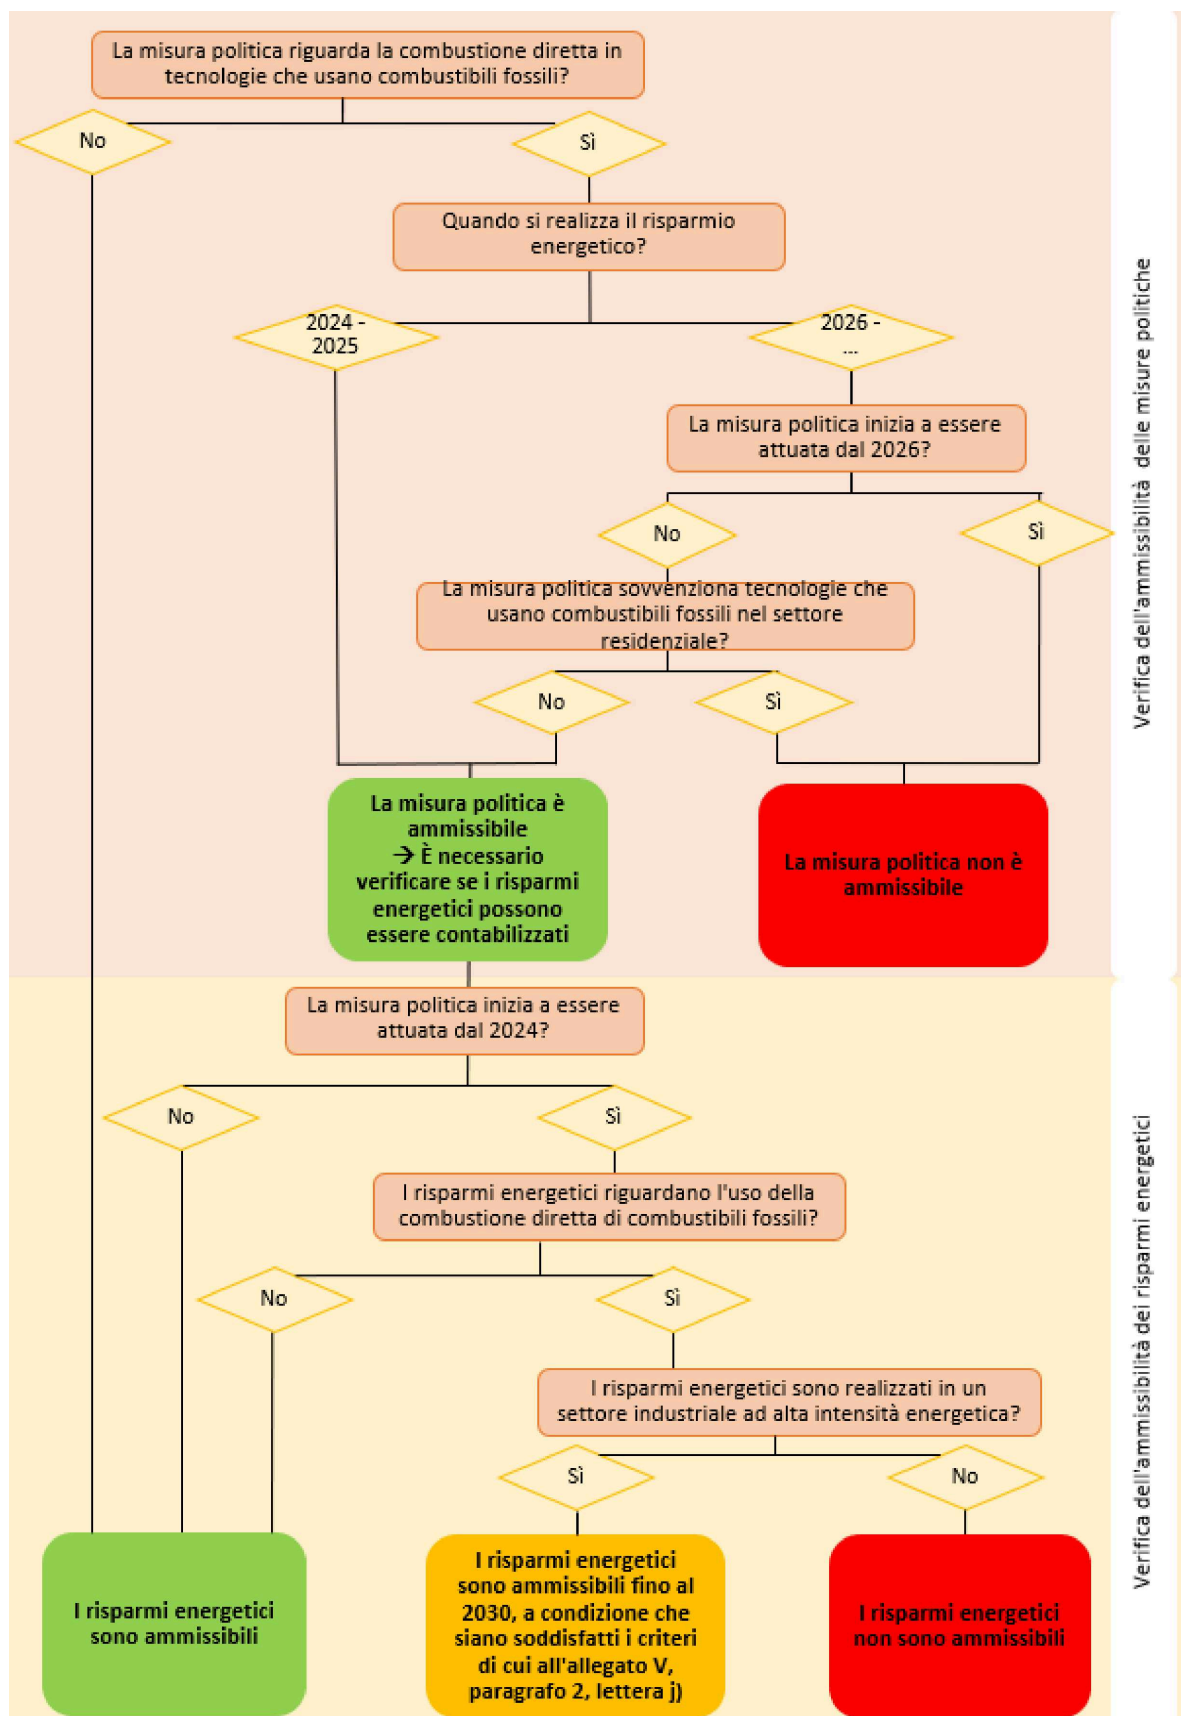 La misura politica riguarda la combustione diretta in
tecnologie che usano combustibili fossili?
No
Sì
Quando si realizza il risparmio
energetico?
2024 -
2025
2026 -
...
La misura politica inizia a essere
attuata dal 2026?
No
Sì
La misura politica sovvenziona tecnologie che
usano combustibili fossili nel settore
residenziale?
No
Sì
La misura politica è
ammissibile
→ È necessario
verificare se i risparmi
energetici possono
essere contabilizzati
La misura politica non è
ammissibile
Verifica dell'ammissibilità delle misure politiche
La misura politica inizia a essere
attuata dal 2024?
No
Sì
I risparmi energetici riguardano l'uso della
combustione diretta di combustibili fossili?
No
Sì
I risparmi energetici sono realizzati in un
settore industriale ad alta intensità energetica?
Sì
No
I risparmi energetici
sono ammissibili
I risparmi energetici
sono ammissibili fino al
2030, a condizione che
siano soddisfatti i criteri
di cui all'allegato V,
paragrafo 2, lettera j)
I risparmi energetici
non sono ammissibili
Verifica dell'ammissibilità dei risparmi energetici